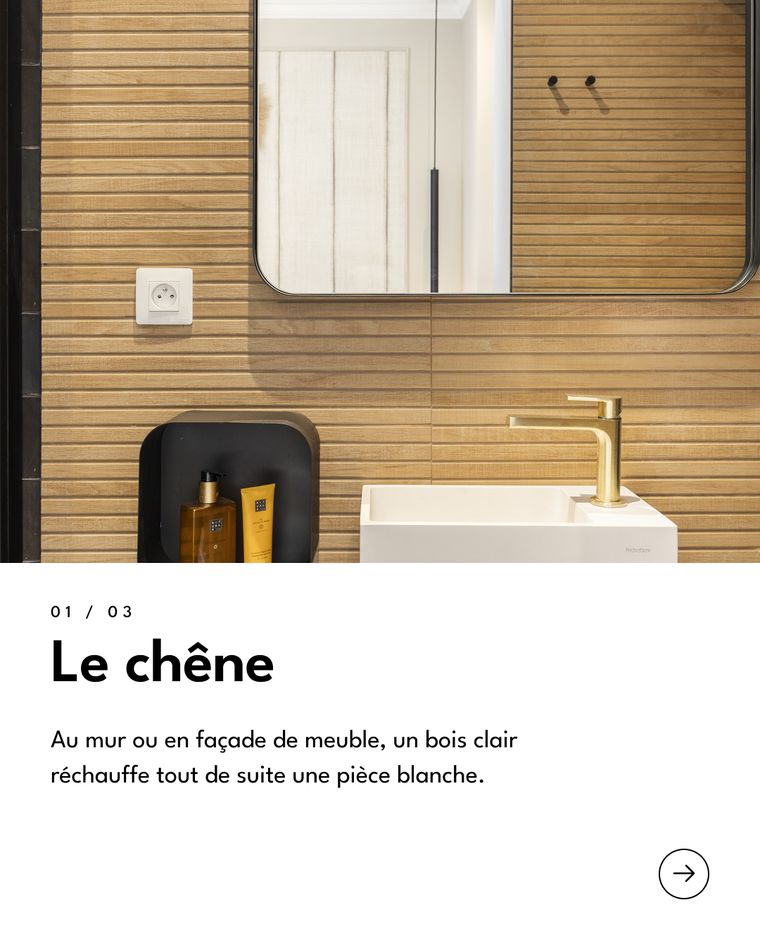 01 / 03
Le chêne
Au mur ou en façade de meuble, un bois clair
réchauffe tout de suite une pièce blanche.